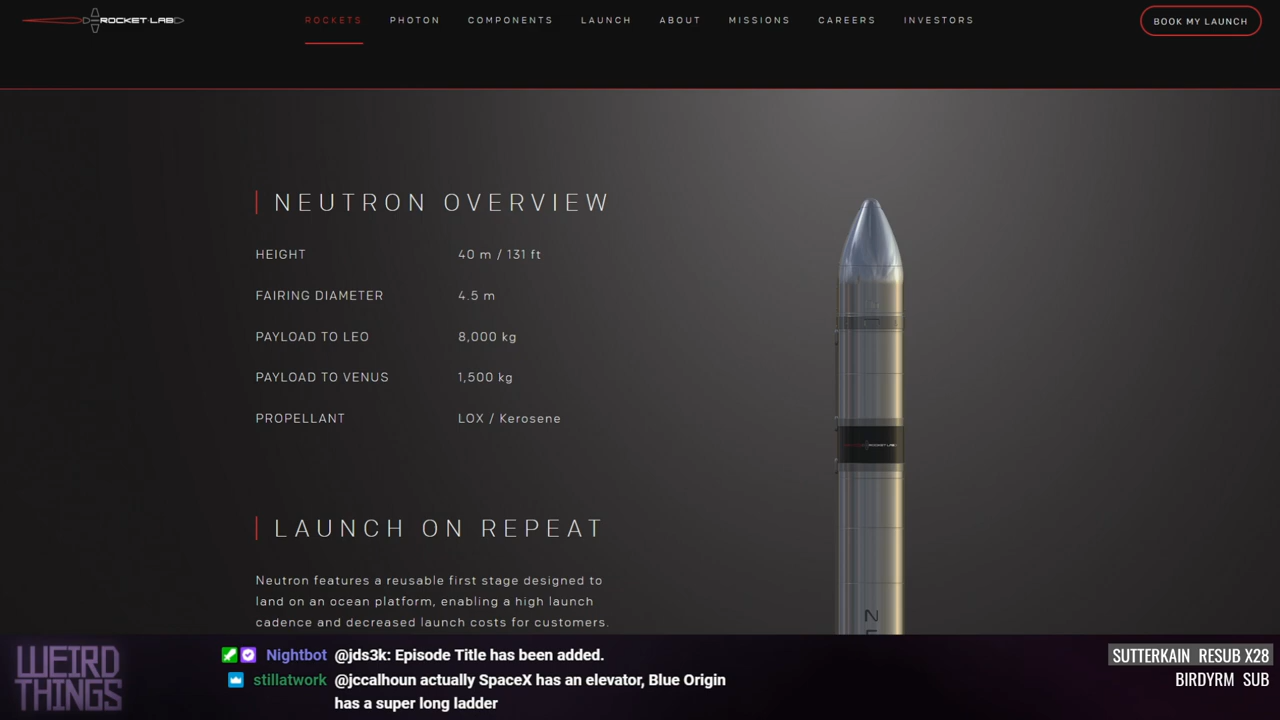 ROCKET LAB
ROCKETS PHOTON COMPONENTS LAUNCH ABOUT MISSIONS CAREERS INVESTORS
BOOK MY LAUNCH
NEUTRON OVERVIEW
HEIGHT 40 m / 131 ft
FAIRING DIAMETER 4.5 m
PAYLOAD TO LEO 8,000 kg
PAYLOAD TO VENUS 1,500 kg
PROPELLANT LOX / Kerosene
ROCKET LAB
LAUNCH ON REPEAT
Neutron features a reusable first stage designed to
land on an ocean platform, enabling a high launch
cadence and decreased launch costs for customers.
WEIRD
THINGS
Nightbot @jds3k: Episode Title has been added.
stillatwork @jccalhoun actually SpaceX has an elevator, Blue Origin
has a super long ladder
SUTTERKAIN RESUB X28
BIRDYRM SUB